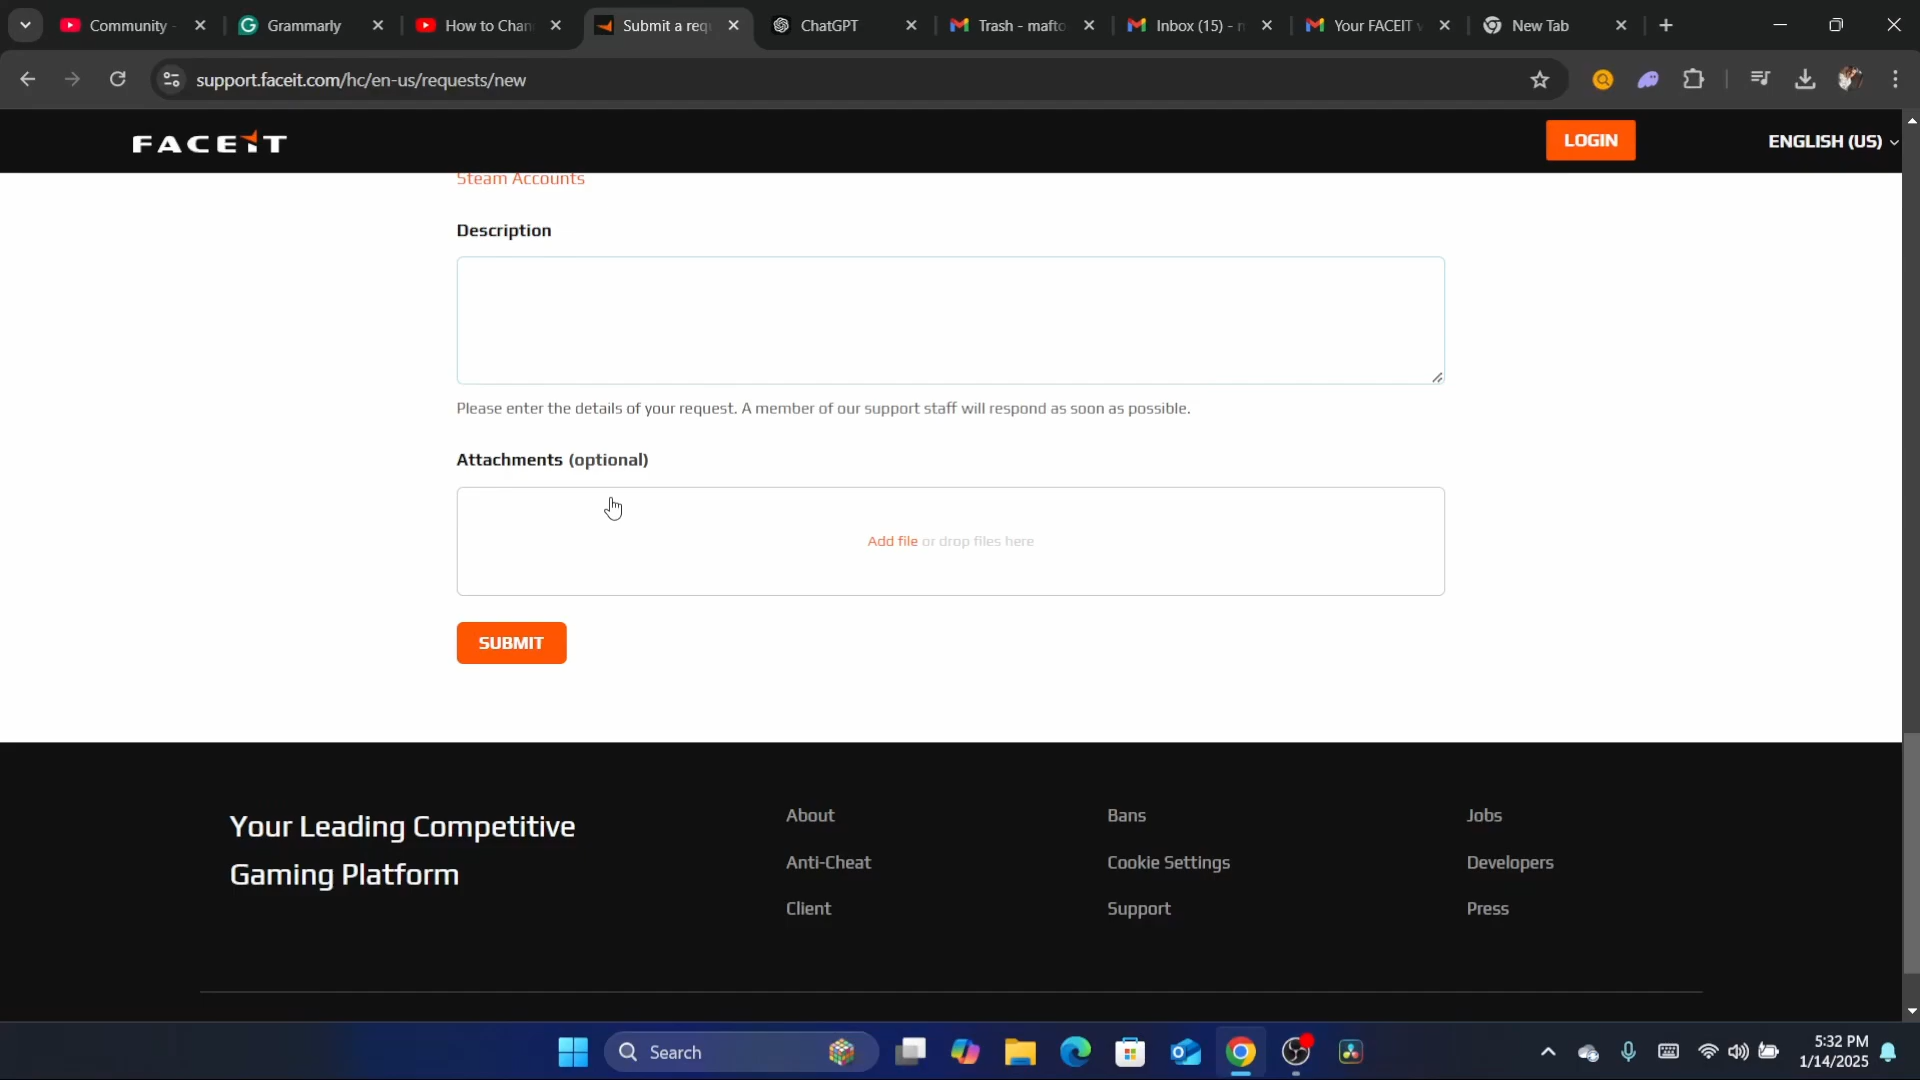 Community -
Grammarly
How to Chan
Submit a requ
ChatGPT
Trash - mafto
Inbox (15) - n
Your FACEIT v
New Tab
support.faceit.com/hc/en-us/requests/new
FACEIT
LOGIN
ENGLISH (US)
Steam Accounts
Description
Please enter the details of your request. A member of our support staff will respond as soon as possible.
Attachments (optional)
Add file or drop files here
SUBMIT
Your Leading Competitive
Gaming Platform
About
Anti-Cheat
Client
Bans
Cookie Settings
Support
Jobs
Developers
Press
Search
5:32 PM
1/14/2025